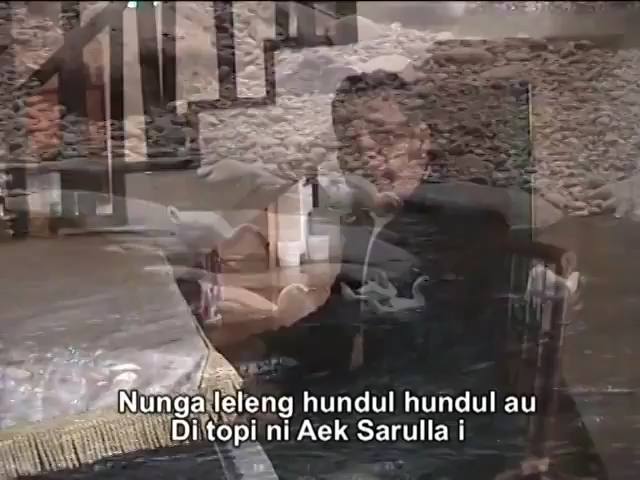 Nunga leleng hundul hundul au
Di topi ni Aek Sarulla i